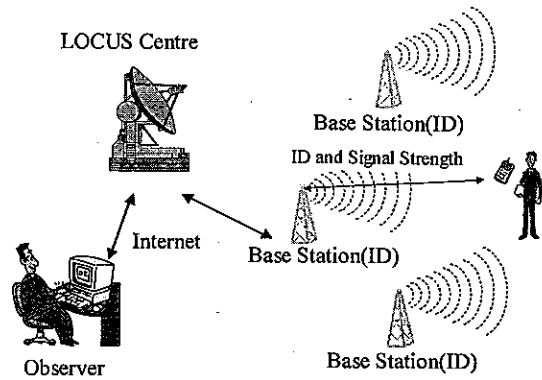 LOCUS Centre
Base Station(ID)
ID and Signal Strength
Internet
Base Station(ID)
Observer
Base Station(ID)